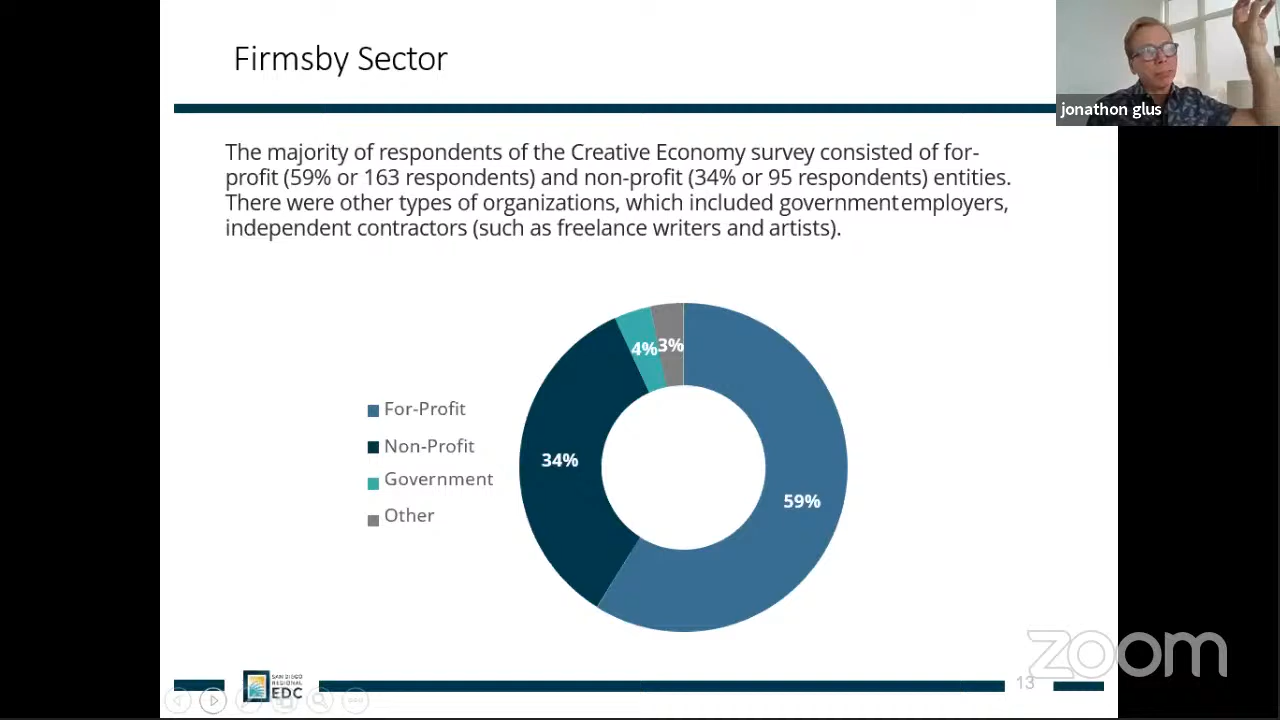 Firmsby Sector
jonathon glus
The majority of respondents of the Creative Economy survey consisted of for-
profit (59% or 163 respondents) and non-profit (34% or 95 respondents) entities.
There were other types of organizations, which included government employers,
independent contractors (such as freelance writers and artists).
4%
3%
For-Profit
Non-Profit
Government
Other
34%
59%
SAN DIEGO
REGIONAL
EDC
zoom
13